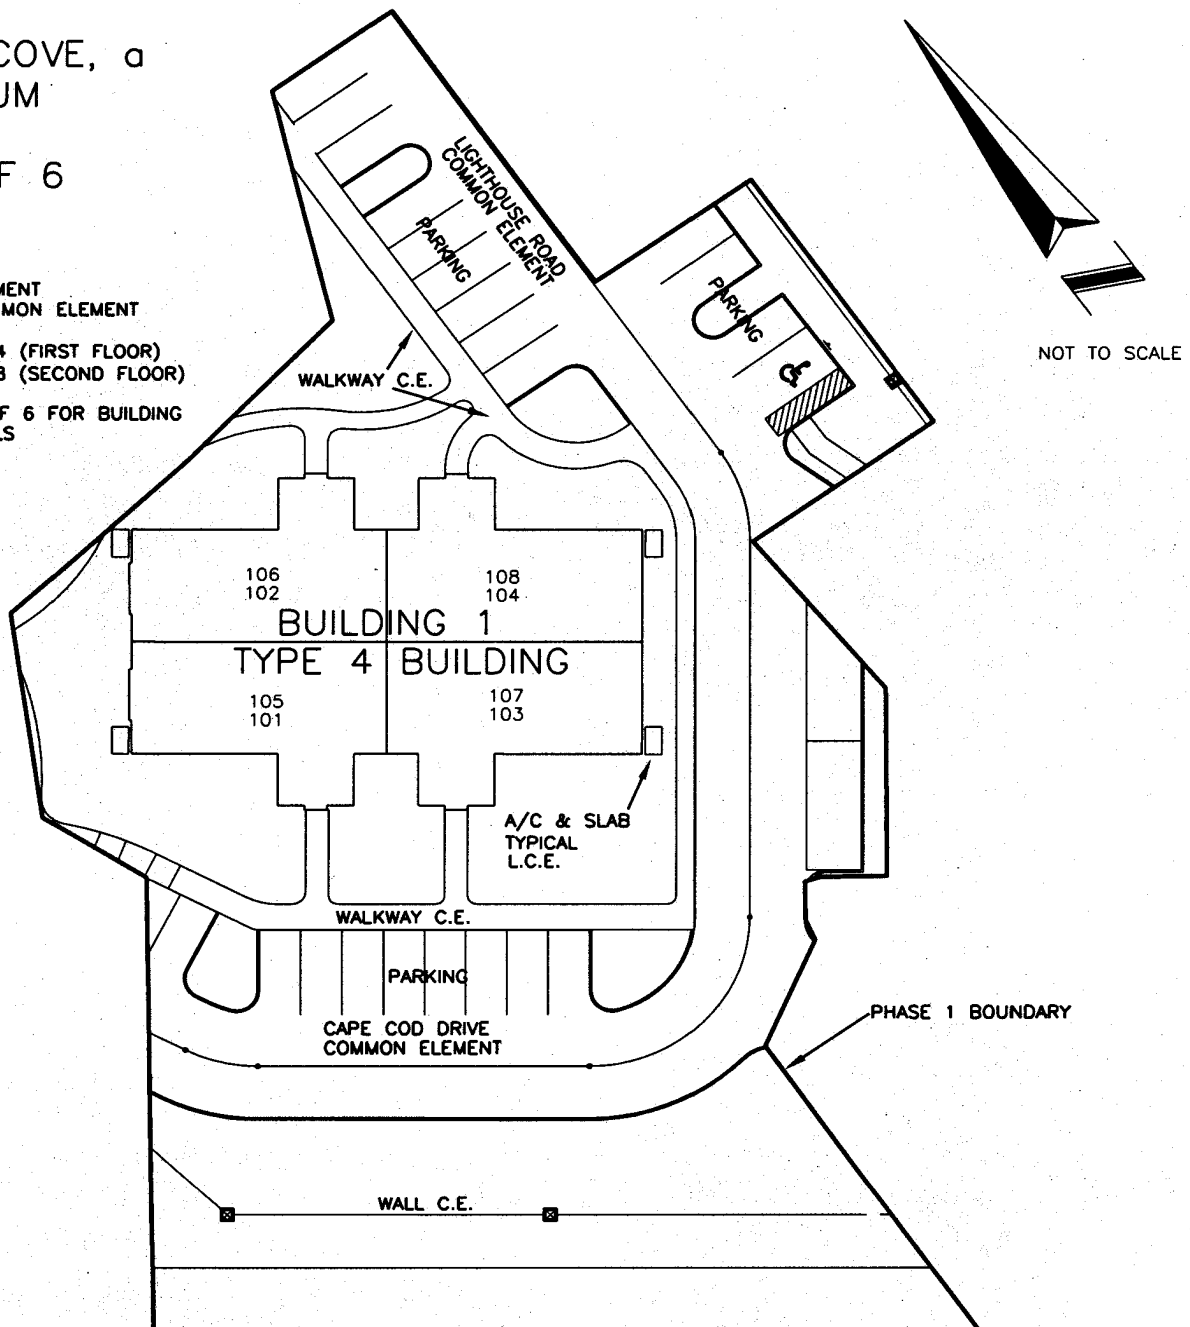 COVE, a
UM
F 6
MENT
MON ELEMENT
4 (FIRST FLOOR)
8 (SECOND FLOOR)
F 6 FOR BUILDING
LS
LIGHTHOUSE ROAD
COMMON ELEMENT
PARKING
PARKING
NOT TO SCALE
WALKWAY C.E.
106
102
108
104
BUILDING 1
TYPE 4 BUILDING
105
101
107
103
A/C & SLAB
TYPICAL
L.C.E.
WALKWAY C.E.
PARKING
CAPE COD DRIVE
COMMON ELEMENT
PHASE 1 BOUNDARY
WALL C.E.